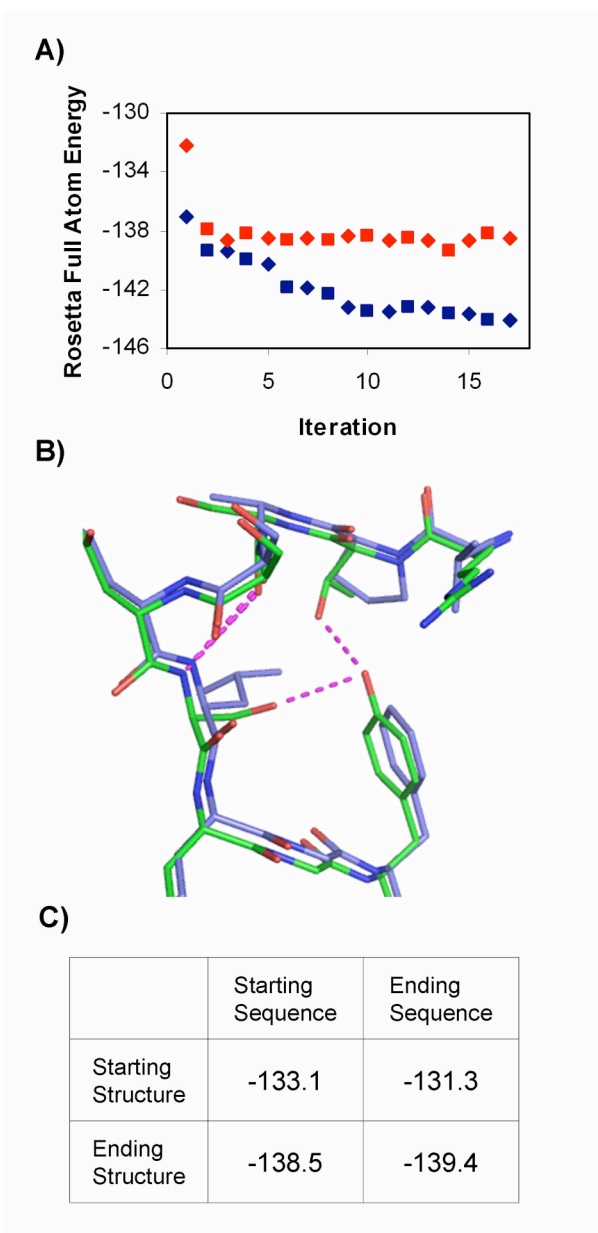 A)
Rosetta Full Atom Energy
-130
-134
-138
-142
-146
0
5
10
15
Iteration
B)
C)
Starting
Sequence
Ending
Sequence
Starting
Structure
-133.1
-131.3
Ending
Structure
-138.5
-139.4